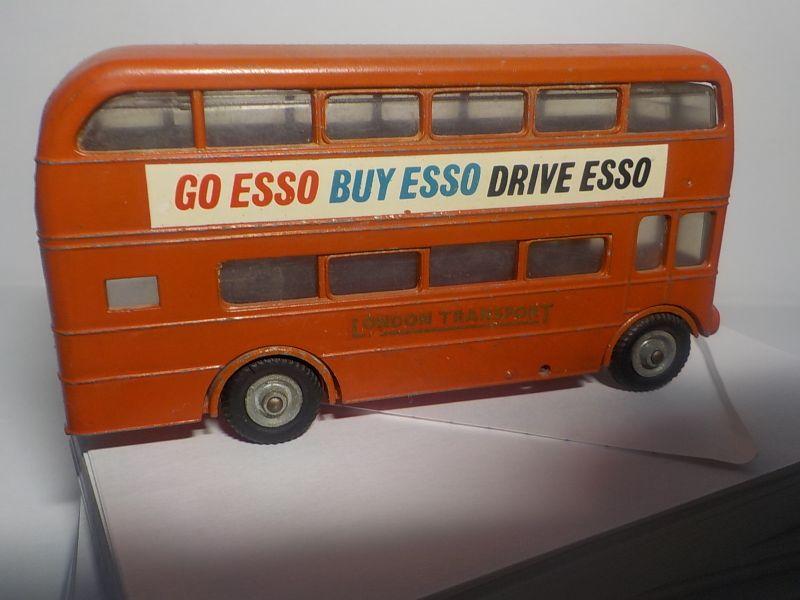 GO ESSO BUY ESSO DRIVE ESSO
LONDON TRANSPORT